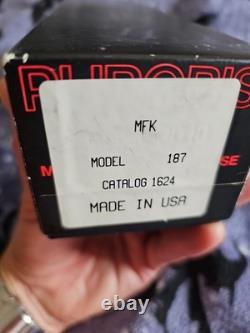 MFK
MODEL 187
CATALOG 1624
MADE IN USA